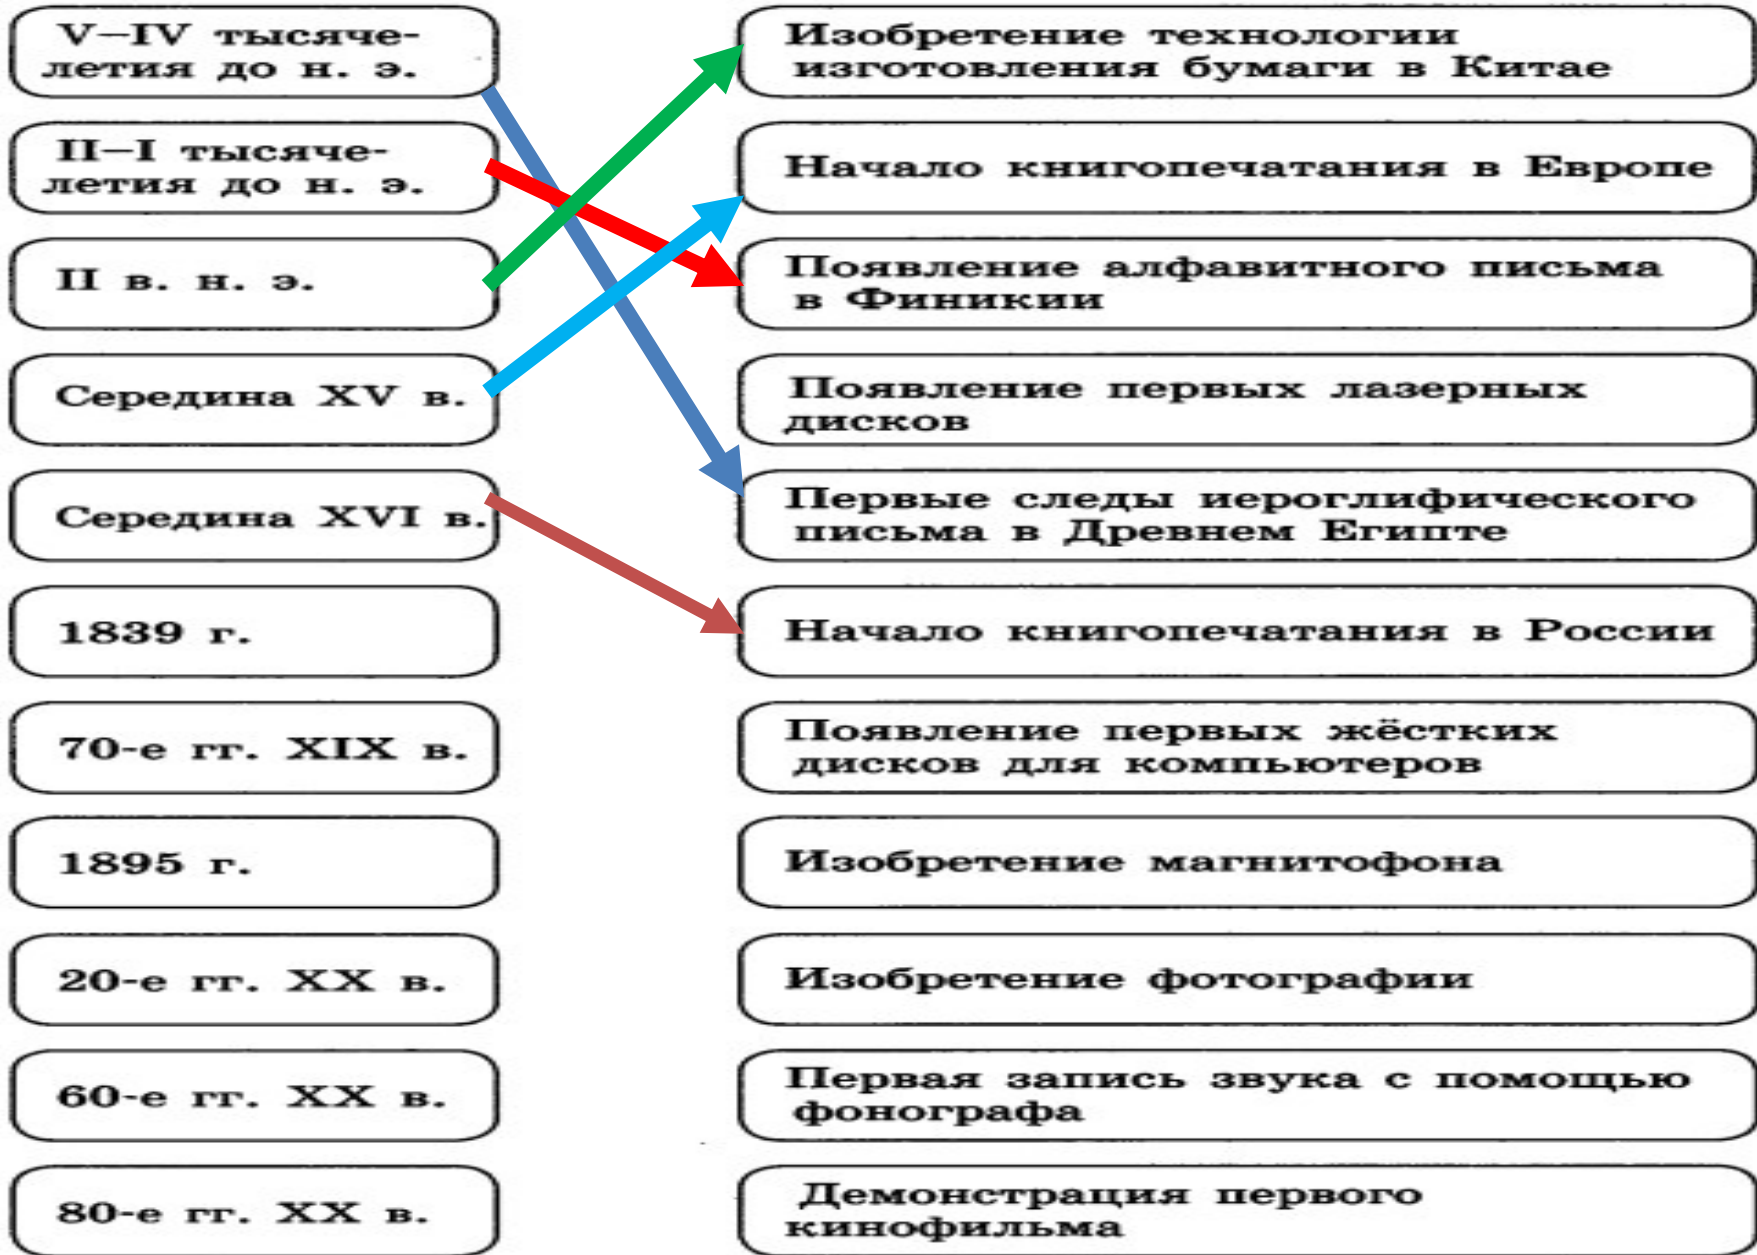 V–IV тысяче-
летия до н. э.
II–I тысяче-
летия до н. э.
II в. н. э.
Середина XV в.
Середина XVI в.
1839 г.
70-е гг. XIX в.
1895 г.
20-е гг. XX в.
60-е гг. XX в.
80-е гг. XX в.
Изобретение технологии
изготовления бумаги в Китае
Начало книгопечатания в Европе
Появление алфавитного письма
в Финикии
Появление первых лазерных
дисков
Первые следы иероглифического
письма в Древнем Египте
Начало книгопечатания в России
Появление первых жёстких
дисков для компьютеров
Изобретение магнитофона
Изобретение фотографии
Первая запись звука с помощью
фонографа
Демонстрация первого
кинофильма